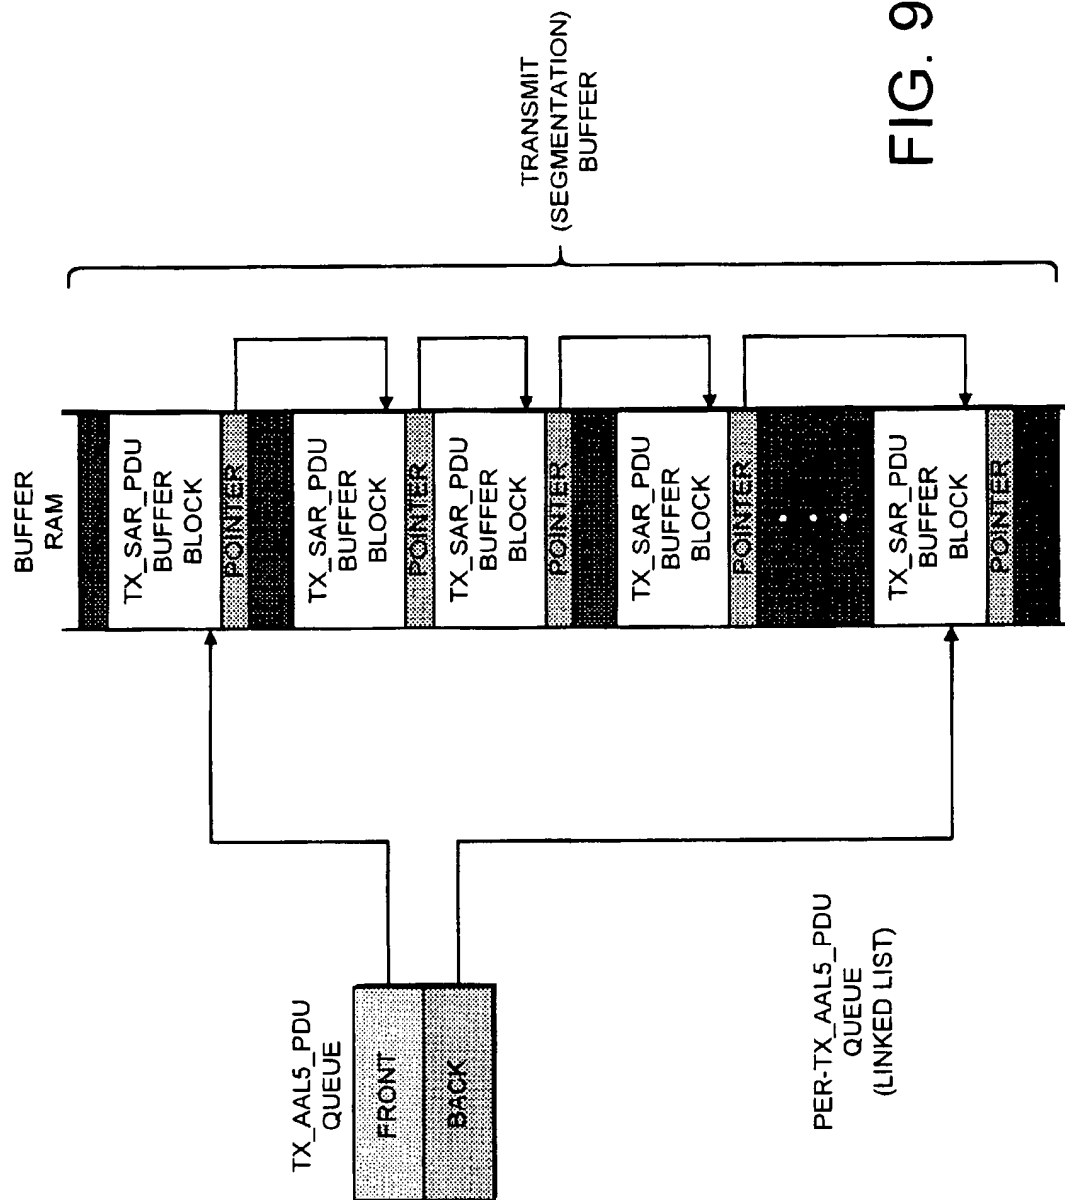 BUFFER
RAM
TX_SAR_PDU
BUFFER
BLOCK
POINTER
TX_SAR_PDU
BUFFER
BLOCK
POINTER
TX_SAR_PDU
BUFFER
BLOCK
POINTER
TX_SAR_PDU
BUFFER
BLOCK
POINTER
TX_SAR_PDU
BUFFER
BLOCK
POINTER
TRANSMIT
(SEGMENTATION)
BUFFER
TX_AAL5_PDU
QUEUE
FRONT
BACK
PER-TX_AAL5_PDU
QUEUE
(LINKED LIST)
FIG. 9